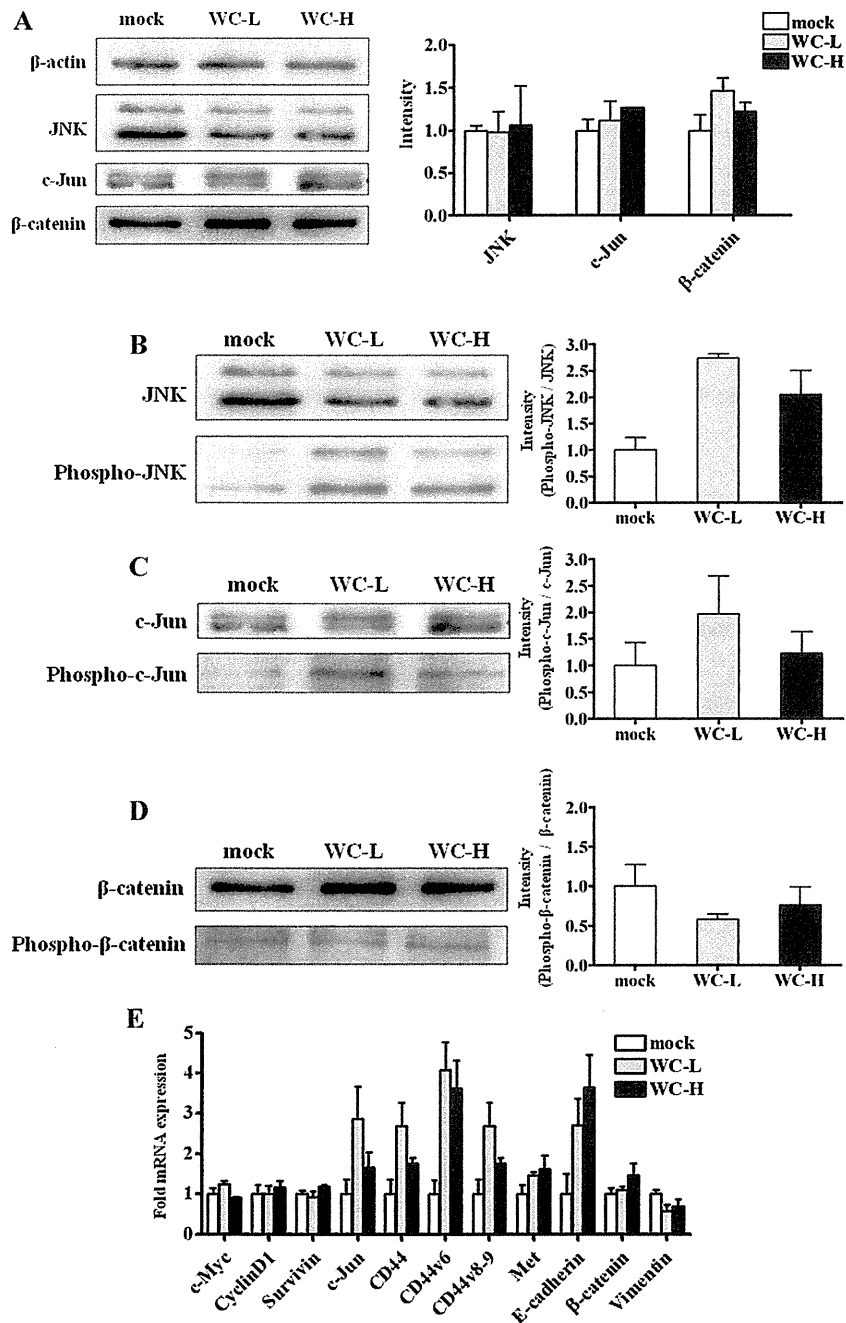 A
mock WC-L WC-H
β-actin
JNK
c-Jun
β-catenin
mock
WC-L
WC-H
Intensity
2.0
1.5
1.0
0.5
0.0
JNK c-Jun β-catenin
B
mock WC-L WC-H
JNK
Phospho-JNK
Intensity
(Phospho-JNK / JNK)
3.0
2.5
2.0
1.5
1.0
0.5
0.0
mock WC-L WC-H
C
mock WC-L WC-H
c-Jun
Phospho-c-Jun
Intensity
(Phospho-c-Jun / c-Jun)
3.0
2.5
2.0
1.5
1.0
0.5
0.0
mock WC-L WC-H
D
mock WC-L WC-H
β-catenin
Phospho-β-catenin
Intensity
(Phospho-β-catenin / β-catenin)
2.0
1.5
1.0
0.5
0.0
mock WC-L WC-H
E
mock
WC-L
WC-H
Fold mRNA expression
5
4
3
2
1
0
c-Myc CyclinD1 Survivin c-Jun CD44 CD44v6 CD44v8-9 Met E-cadherin β-catenin Vimentin